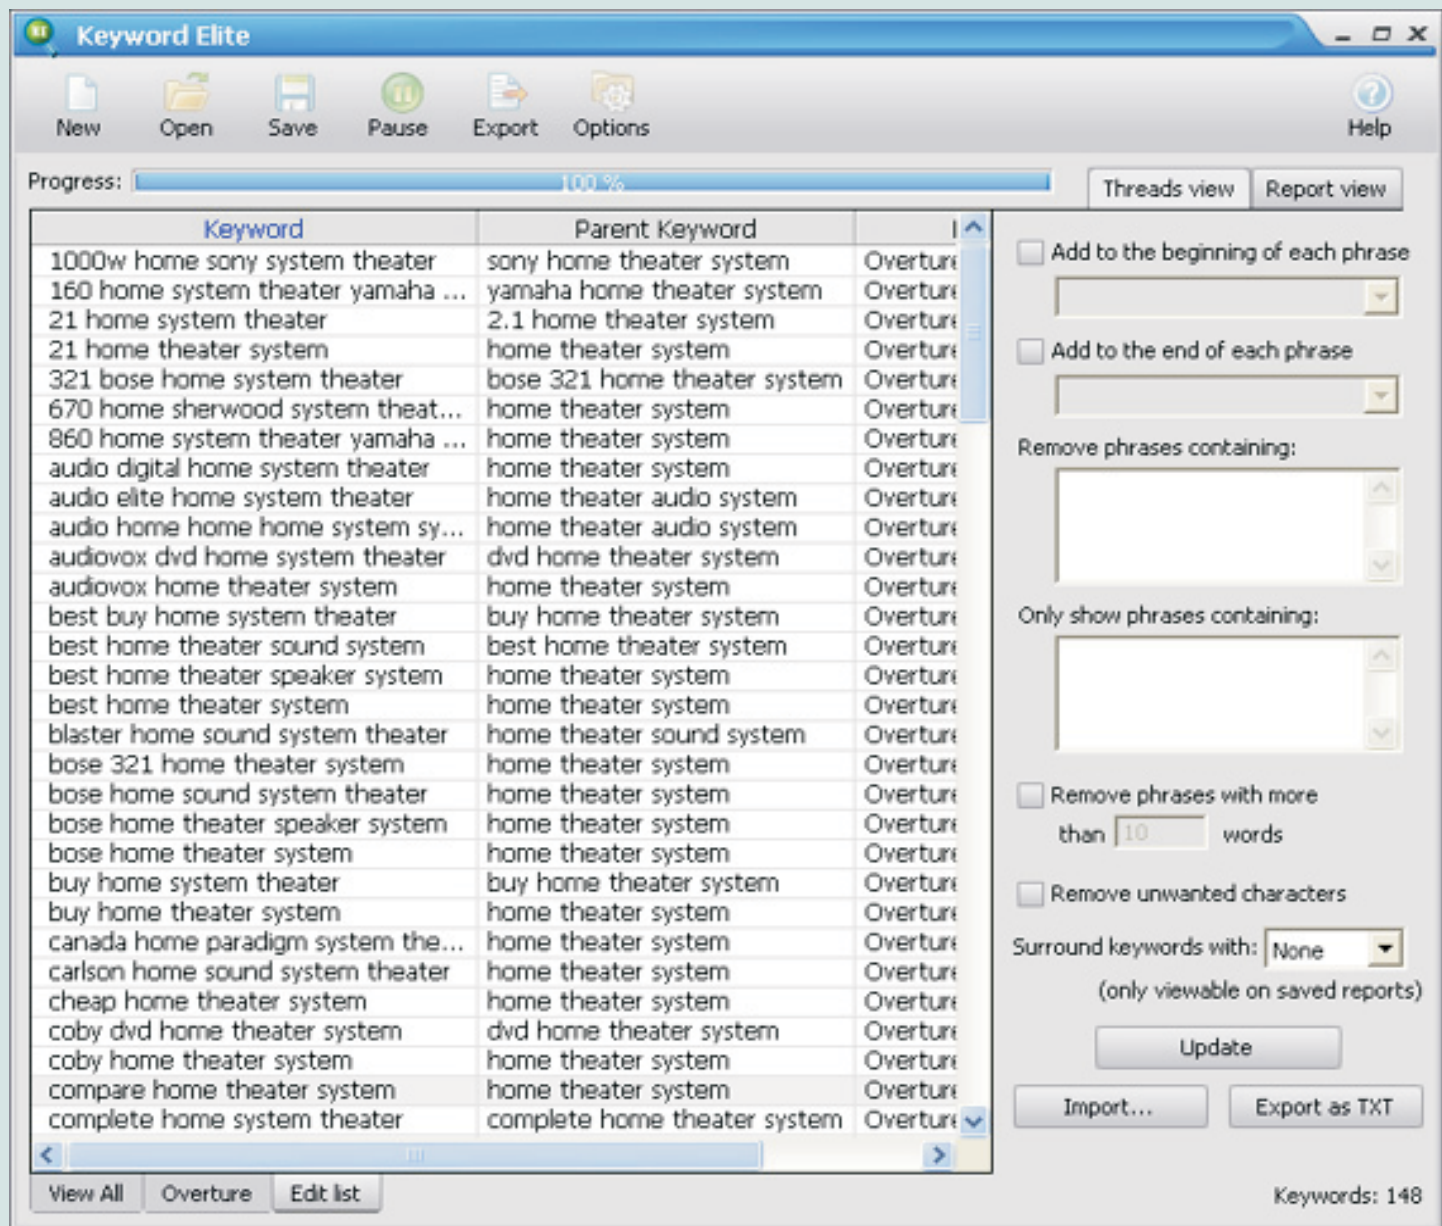 Keyword Elite
New Open Save Pause Export Options Help
Progress: 100 % Threads view Report view
Keyword Parent Keyword
1000w home sony system theater sony home theater system Overture
160 home system theater yamaha ... yamaha home theater system Overture
21 home system theater 2.1 home theater system Overture
21 home theater system home theater system Overture
321 bose home system theater bose 321 home theater system Overture
670 home sherwood system theat... home theater system Overture
860 home system theater yamaha ... home theater system Overture
audio digital home system theater home theater system Overture
audio elite home system theater home theater audio system Overture
audio home home home system sy... home theater audio system Overture
audiovox dvd home system theater dvd home theater system Overture
audiovox home theater system home theater system Overture
best buy home system theater buy home theater system Overture
best home theater sound system best home theater system Overture
best home theater speaker system home theater system Overture
best home theater system home theater system Overture
blaster home sound system theater home theater sound system Overture
bose 321 home theater system home theater system Overture
bose home sound system theater home theater system Overture
bose home theater speaker system home theater system Overture
bose home theater system home theater system Overture
buy home system theater buy home theater system Overture
buy home theater system home theater system Overture
canada home paradigm system the... home theater system Overture
carlson home sound system theater home theater system Overture
cheap home theater system home theater system Overture
coby dvd home theater system dvd home theater system Overture
coby home theater system home theater system Overture
compare home theater system home theater system Overture
complete home system theater complete home theater system Overture
View All Overture Edit list
Add to the beginning of each phrase
Add to the end of each phrase
Remove phrases containing:
Only show phrases containing:
Remove phrases with more
than 10 words
Remove unwanted characters
Surround keywords with: None
(only viewable on saved reports)
Update
Import... Export as TXT
Keywords: 148